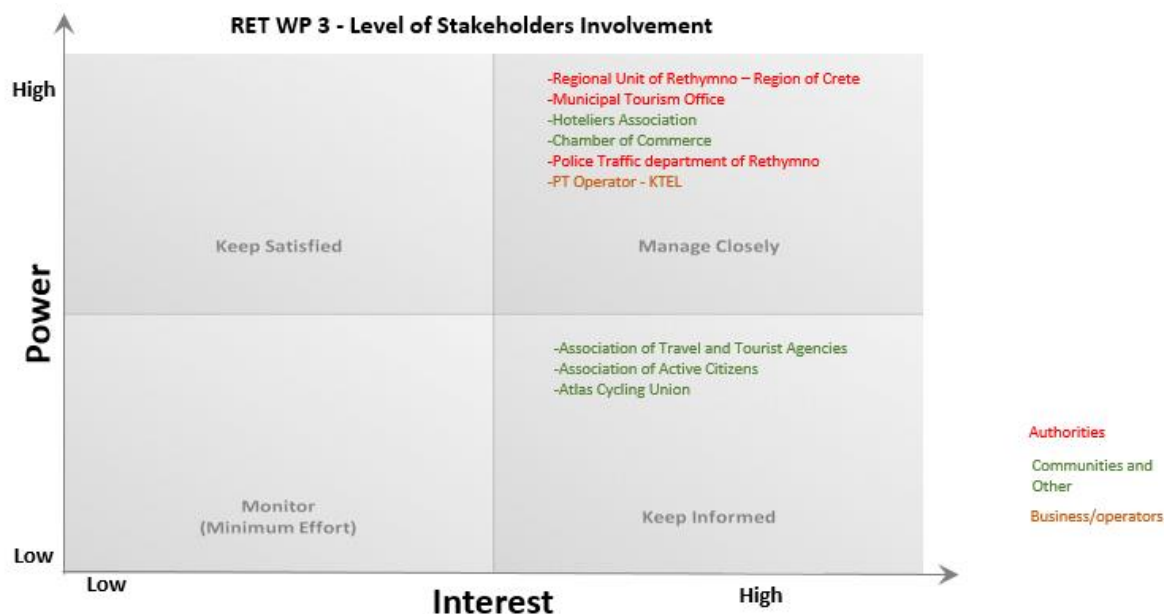 RET WP 3 - Level of Stakeholders Involvement
High
-Regional Unit of Rethymno – Region of Crete
-Municipal Tourism Office
-Hoteliers Association
-Chamber of Commerce
-Police Traffic department of Rethymno
-PT Operator - KTEL
Keep Satisfied
Manage Closely
Power
-Association of Travel and Tourist Agencies
-Association of Active Citizens
-Atlas Cycling Union
Authorities
Communities and
Other
Business/operators
Monitor
(Minimum Effort)
Keep Informed
Low
Low
Interest
High